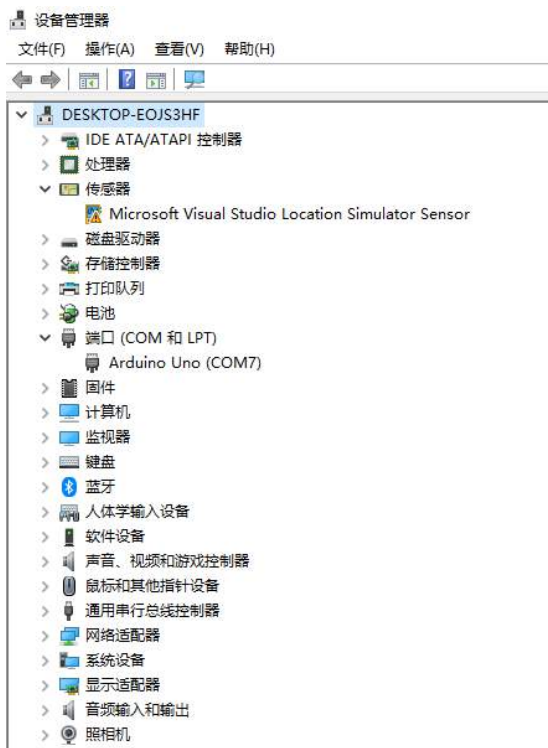 设备管理器
文件(F) 操作(A) 查看(V) 帮助(H)
DESKTOP-EOJS3HF
IDE ATA/ATAPI 控制器
处理器
传感器
Microsoft Visual Studio Location Simulator Sensor
磁盘驱动器
存储控制器
打印队列
电池
端口 (COM 和 LPT)
Arduino Uno (COM7)
固件
计算机
监视器
键盘
蓝牙
人体学输入设备
软件设备
声音、视频和游戏控制器
鼠标和其他指针设备
通用串行总线控制器
网络适配器
系统设备
显示适配器
音频输入和输出
照相机